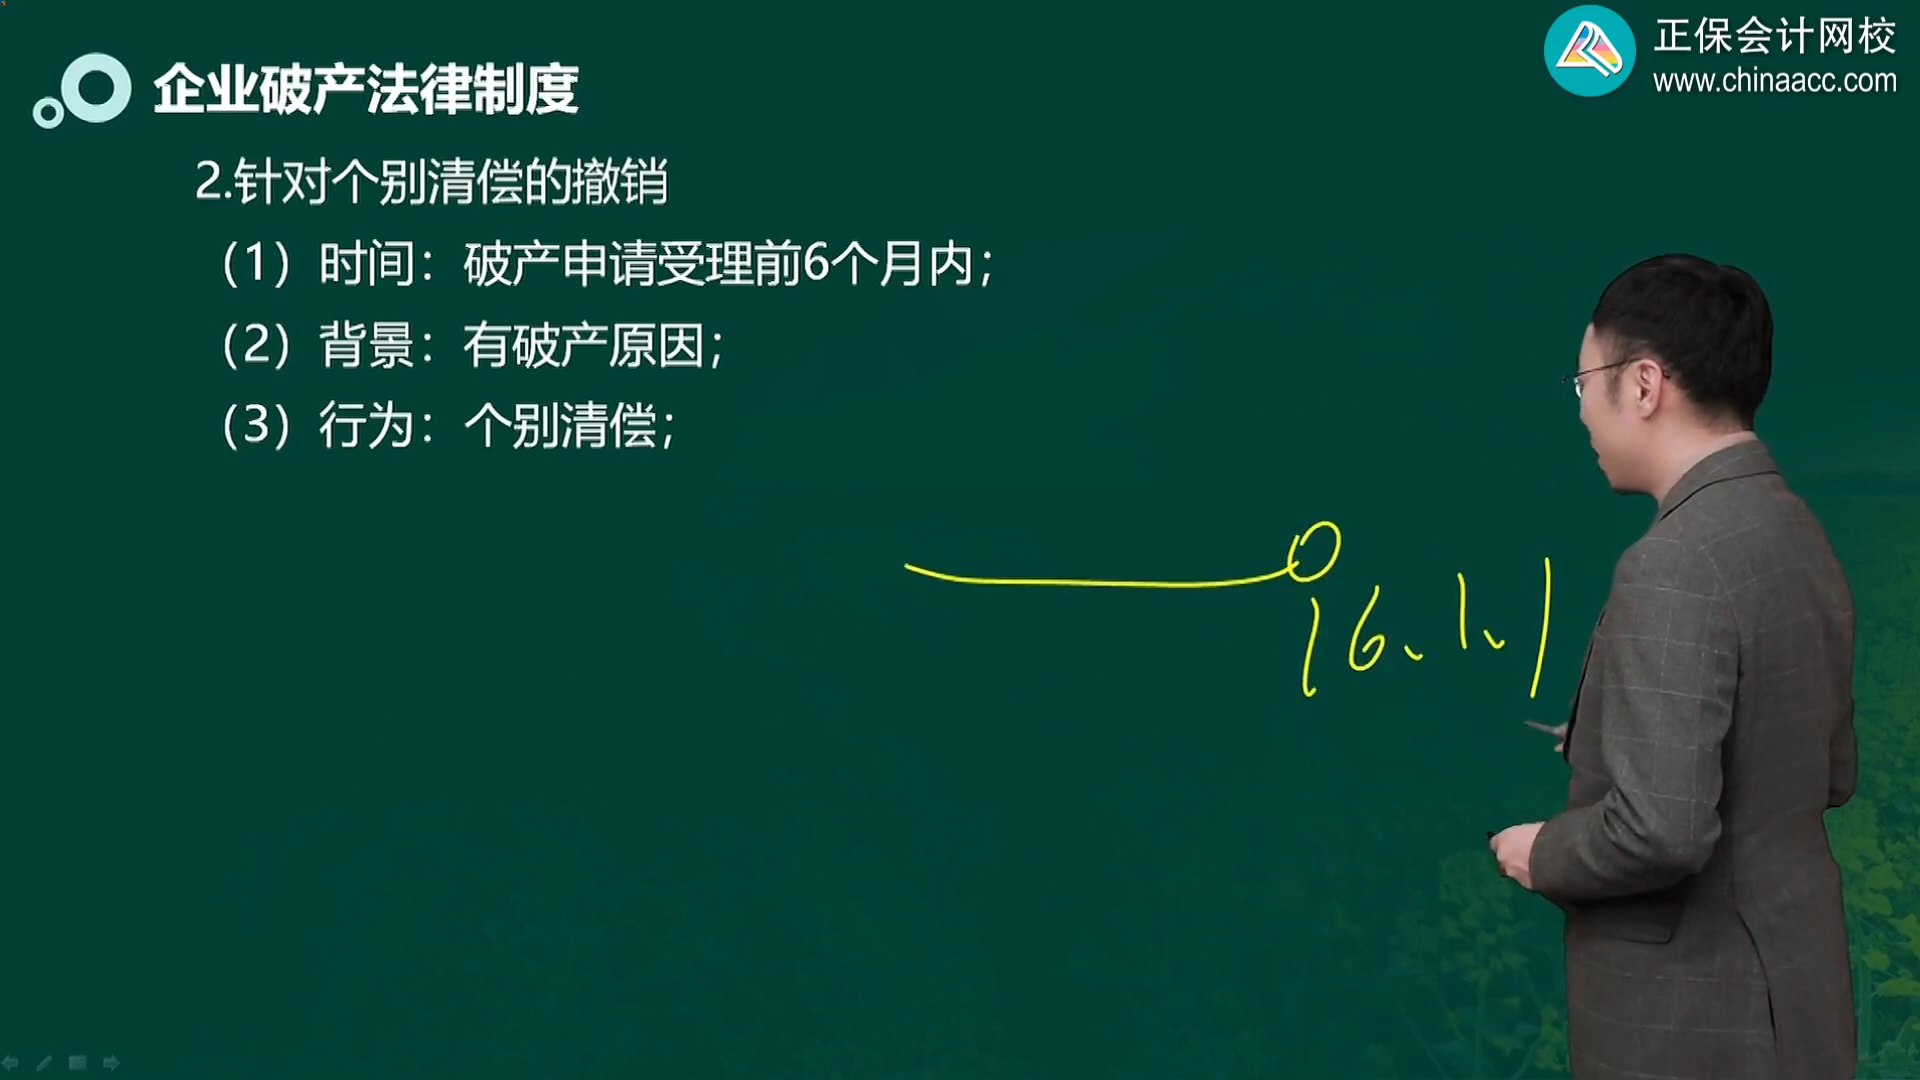 正保会计网校
www.chinaacc.com
企业破产法律制度
2.针对个别清偿的撤销
（1）时间：破产申请受理前6个月内；
（2）背景：有破产原因；
（3）行为：个别清偿；
16、1、1